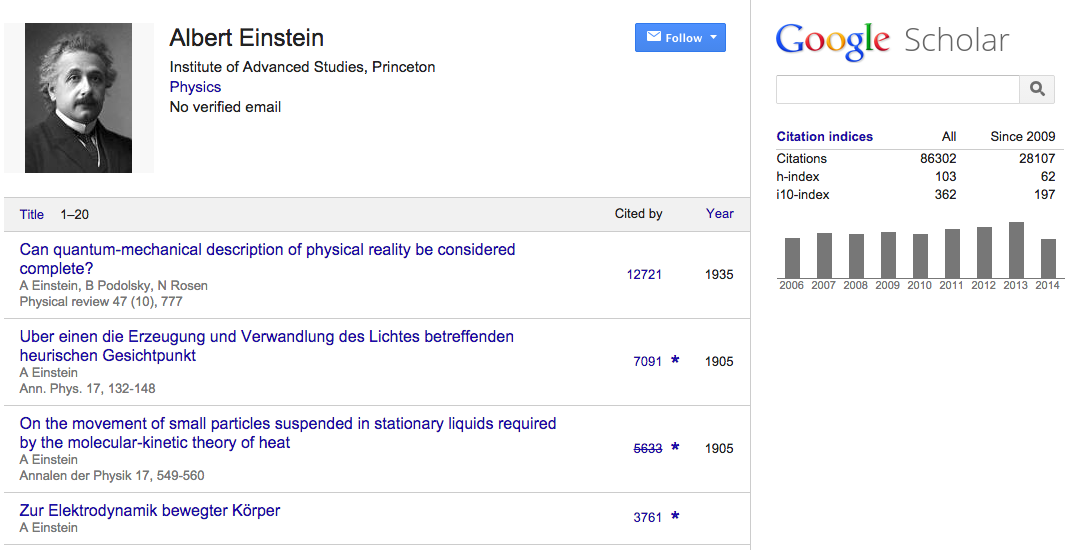 Albert Einstein
Follow
Institute of Advanced Studies, Princeton
Physics
No verified email
Google Scholar
Citation indices All Since 2009
Citations 86302 28107
h-index 103 62
i10-index 362 197
2006 2007 2008 2009 2010 2011 2012 2013 2014
Title 1–20 Cited by Year
Can quantum-mechanical description of physical reality be considered
complete?
A Einstein, B Podolsky, N Rosen
Physical review 47 (10), 777
12721 1935
Uber einen die Erzeugung und Verwandlung des Lichtes betreffenden
heurischen Gesichtpunkt
A Einstein
Ann. Phys. 17, 132-148
7091 * 1905
On the movement of small particles suspended in stationary liquids required
by the molecular-kinetic theory of heat
A Einstein
Annalen der Physik 17, 549-560
5633 * 1905
Zur Elektrodynamik bewegter Körper
A Einstein
3761 *